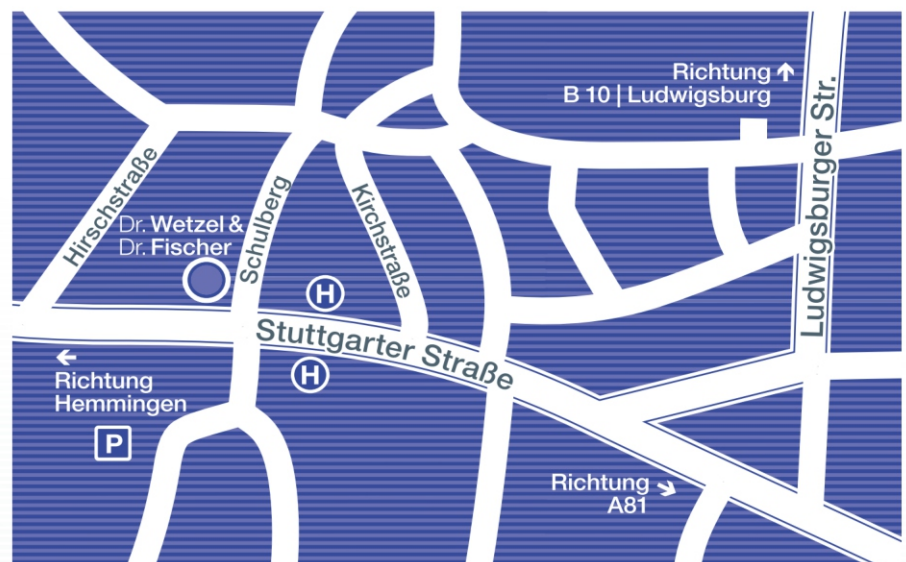 Richtung ↑
B 10 | Ludwigsburg
Ludwigsburger Str.
Hirschstraße
Dr. Wetzel &
Dr. Fischer
Schulberg
Kirchstraße
H
Stuttgarter Straße
H
←
Richtung
Hemmingen
P
Richtung ↘
A81